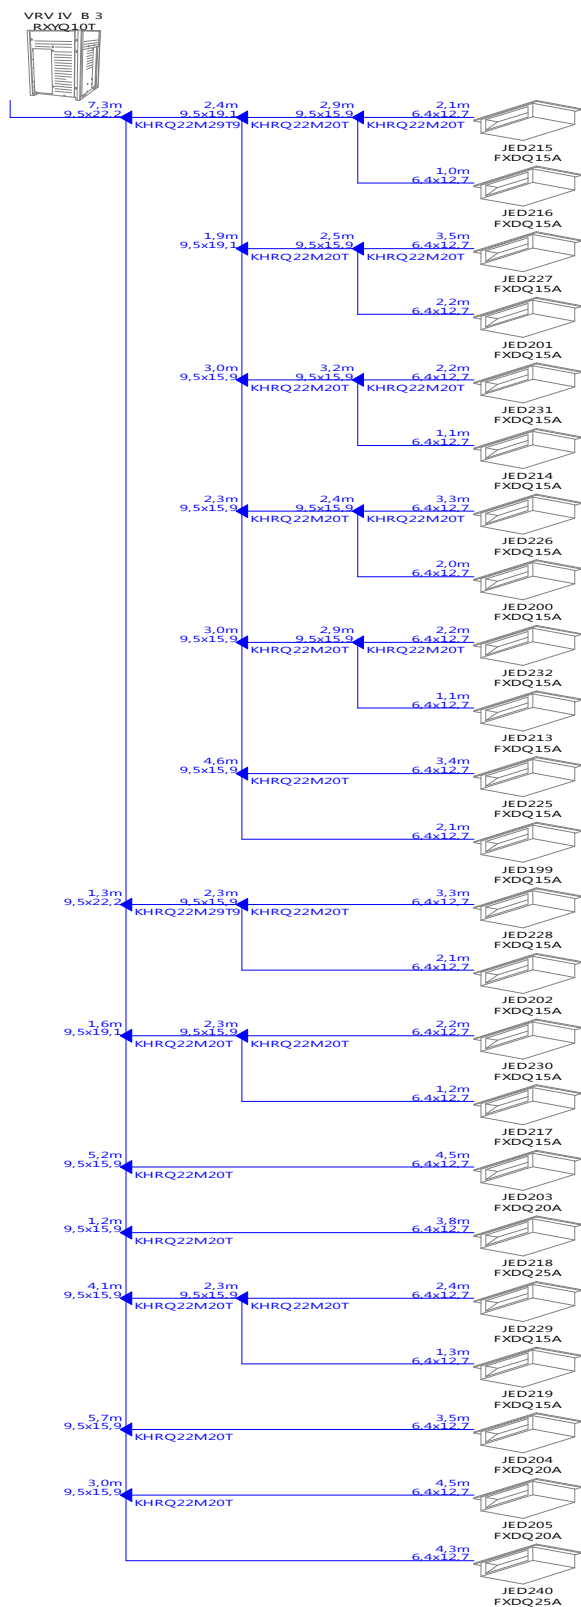 VRV IV B 3
RXYQ10T
7,3m 2,4m 2,9m 2,1m
9,5x22,2 9,5x19,1 9,5x15,9 6,4x12,7
KHRQ22M29T9 KHRQ22M20T KHRQ22M20T
JED215
FXDQ15A
1,0m
6,4x12,7
JED216
FXDQ15A
1,9m 2,5m 3,5m
9,5x19,1 9,5x15,9 6,4x12,7
KHRQ22M20T KHRQ22M20T
JED227
FXDQ15A
2,2m
6,4x12,7
JED201
FXDQ15A
3,0m 3,2m 2,2m
9,5x15,9 9,5x15,9 6,4x12,7
KHRQ22M20T KHRQ22M20T
JED231
FXDQ15A
1,1m
6,4x12,7
JED214
FXDQ15A
2,3m 2,4m 3,3m
9,5x15,9 9,5x15,9 6,4x12,7
KHRQ22M20T KHRQ22M20T
JED226
FXDQ15A
2,0m
6,4x12,7
JED200
FXDQ15A
3,0m 2,9m 2,2m
9,5x15,9 9,5x15,9 6,4x12,7
KHRQ22M20T KHRQ22M20T
JED232
FXDQ15A
1,1m
6,4x12,7
JED213
FXDQ15A
4,6m 3,4m
9,5x15,9 6,4x12,7
KHRQ22M20T
JED225
FXDQ15A
2,1m
6,4x12,7
JED199
FXDQ15A
1,3m 2,3m 3,3m
9,5x22,2 9,5x15,9 6,4x12,7
KHRQ22M29T9 KHRQ22M20T
JED228
FXDQ15A
2,1m
6,4x12,7
JED202
FXDQ15A
1,6m 2,3m 2,2m
9,5x19,1 9,5x15,9 6,4x12,7
KHRQ22M20T KHRQ22M20T
JED230
FXDQ15A
1,2m
6,4x12,7
JED217
FXDQ15A
5,2m 4,5m
9,5x15,9 6,4x12,7
KHRQ22M20T
JED203
FXDQ20A
1,2m 3,8m
9,5x15,9 6,4x12,7
KHRQ22M20T
JED218
FXDQ25A
4,1m 2,3m 2,4m
9,5x15,9 9,5x15,9 6,4x12,7
KHRQ22M20T KHRQ22M20T
JED229
FXDQ15A
1,3m
6,4x12,7
JED219
FXDQ15A
5,7m 3,5m
9,5x15,9 6,4x12,7
KHRQ22M20T
JED204
FXDQ20A
3,0m 4,5m
9,5x15,9 6,4x12,7
KHRQ22M20T
JED205
FXDQ20A
4,3m
6,4x12,7
JED240
FXDQ25A